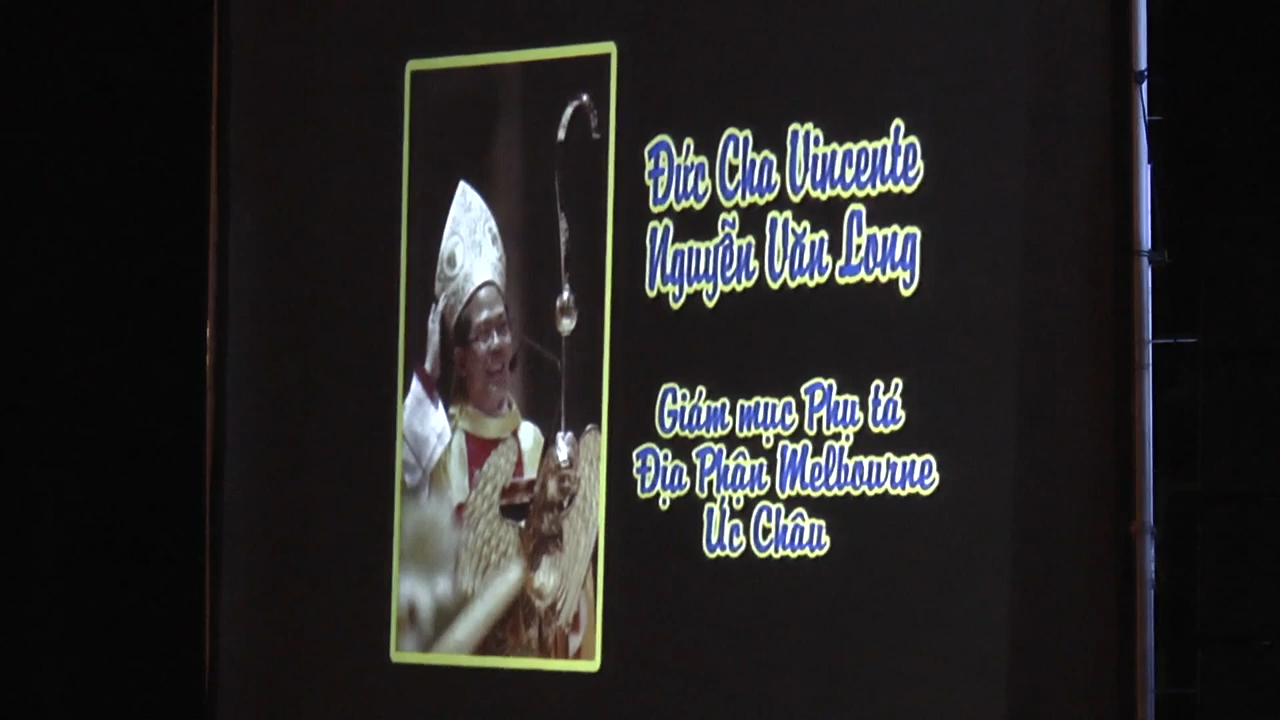 Đức Cha Vincente
Nguyễn Văn Long
Giám mục Phụ tá
Địa Phận Melbourne
Úc Châu